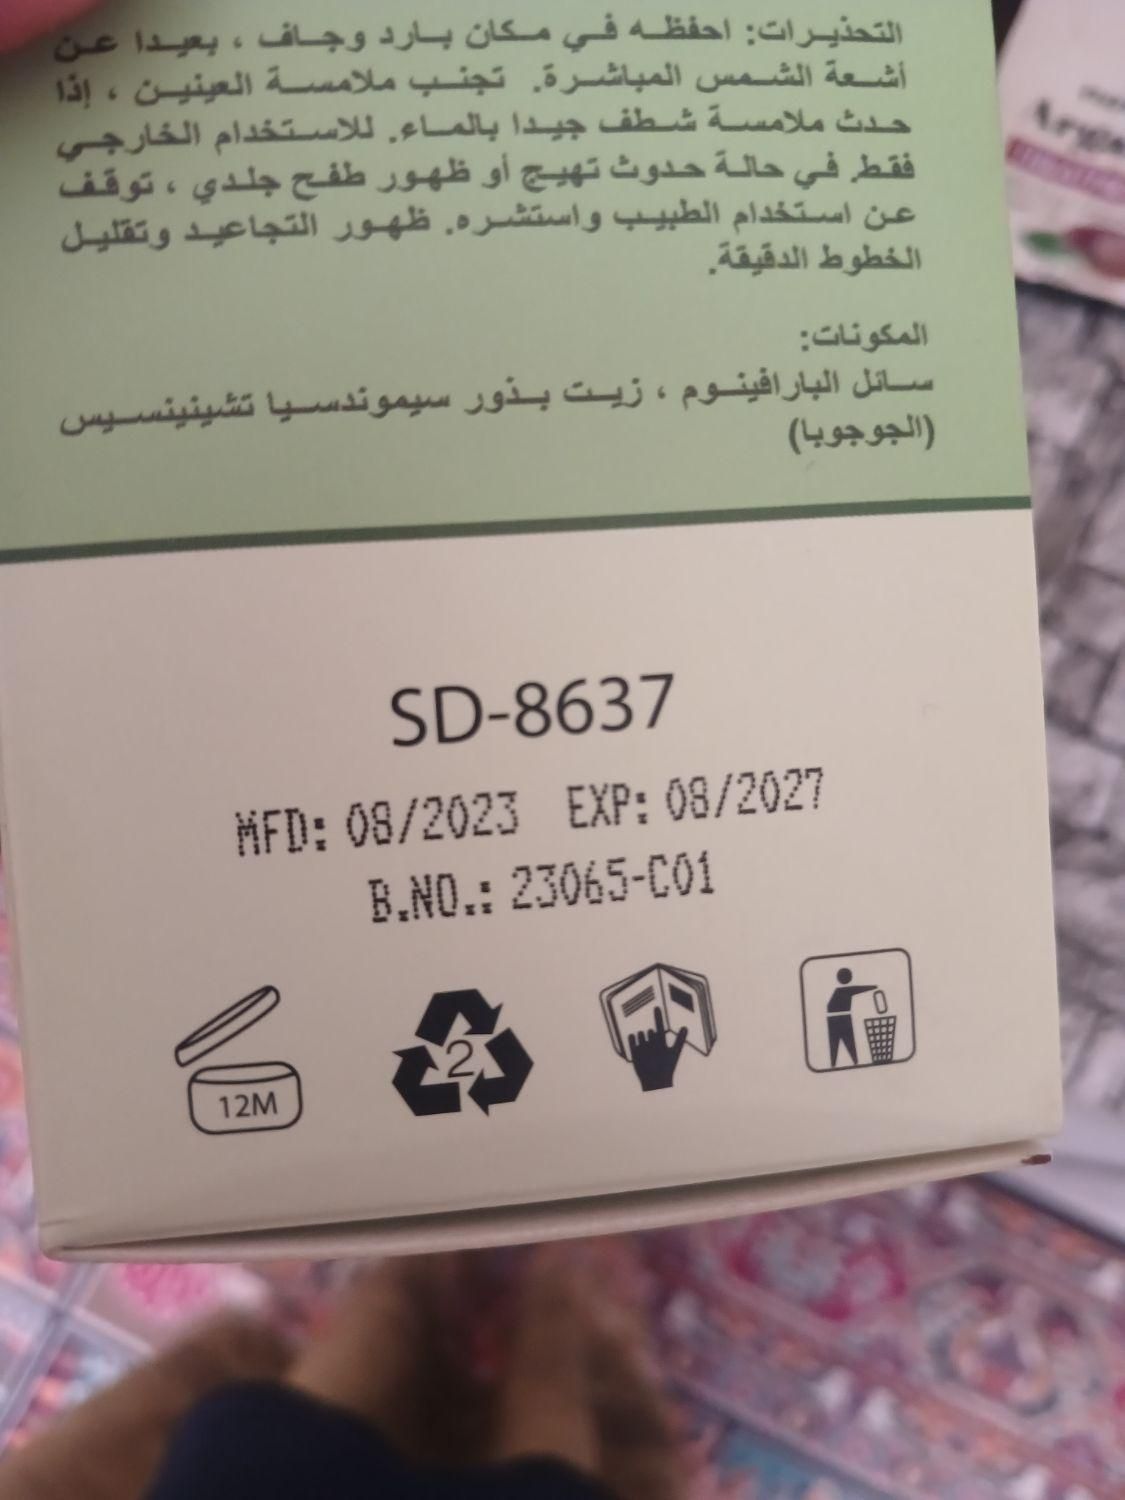 التحذيرات: احفظه في مكان بارد وجاف ، بعيدا عن
أشعة الشمس المباشرة. تجنب ملامسة العينين ، إذا
حدث ملامسة شطف جيدا بالماء. للاستخدام الخارجي
فقط. في حالة حدوث تهيج أو ظهور طفح جلدي ، توقف
عن استخدام الطبيب واستشره. ظهور التجاعيد وتقليل
الخطوط الدقيقة.
المكونات:
سائل البارافينوم ، زيت بذور سيموندسيا تشينينسيس
(الجوجوبا)
SD-8637
MFD: 08/2023 EXP: 08/2027
B.NO.: 23065-C01
12M
2